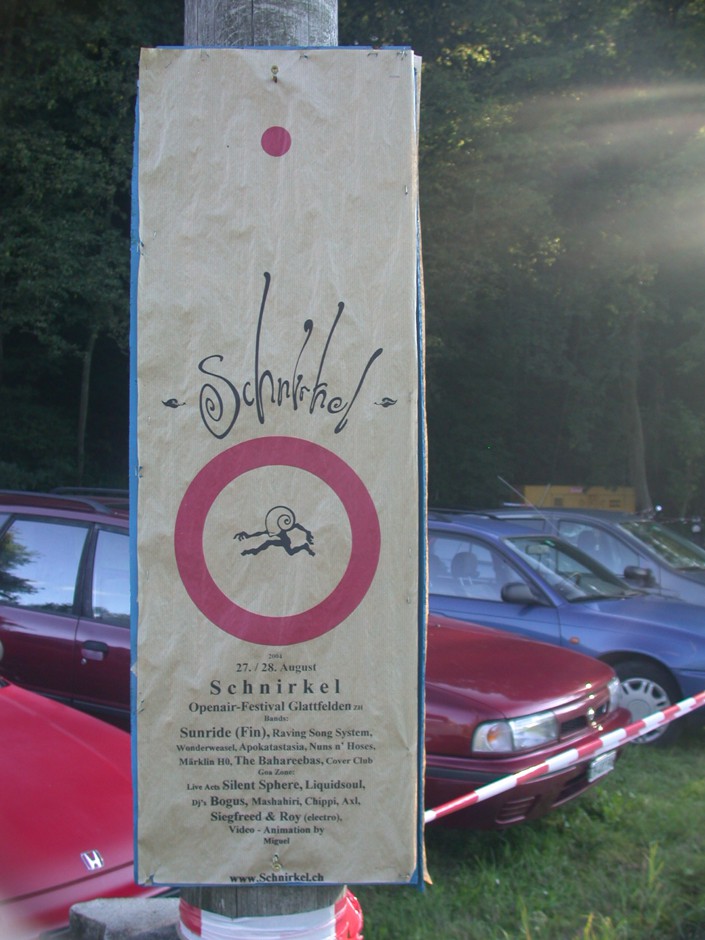 Schnirkel
2004
27. / 28. August
Schnirkel
Openair-Festival Glattfelden ZH
Bands:
Sunride (Fin), Raving Song System,
Wonderweasel, Apokatastasia, Nuns n' Hoses,
Märklin H0, The Bahareebas, Cover Club
Goa Zone:
Live Acts Silent Sphere, Liquidsoul,
Dj's Bogus, Mashahiri, Chippi, Axl,
Siegfreed & Roy (electro),
Video - Animation by
Miguel
www.Schnirkel.ch